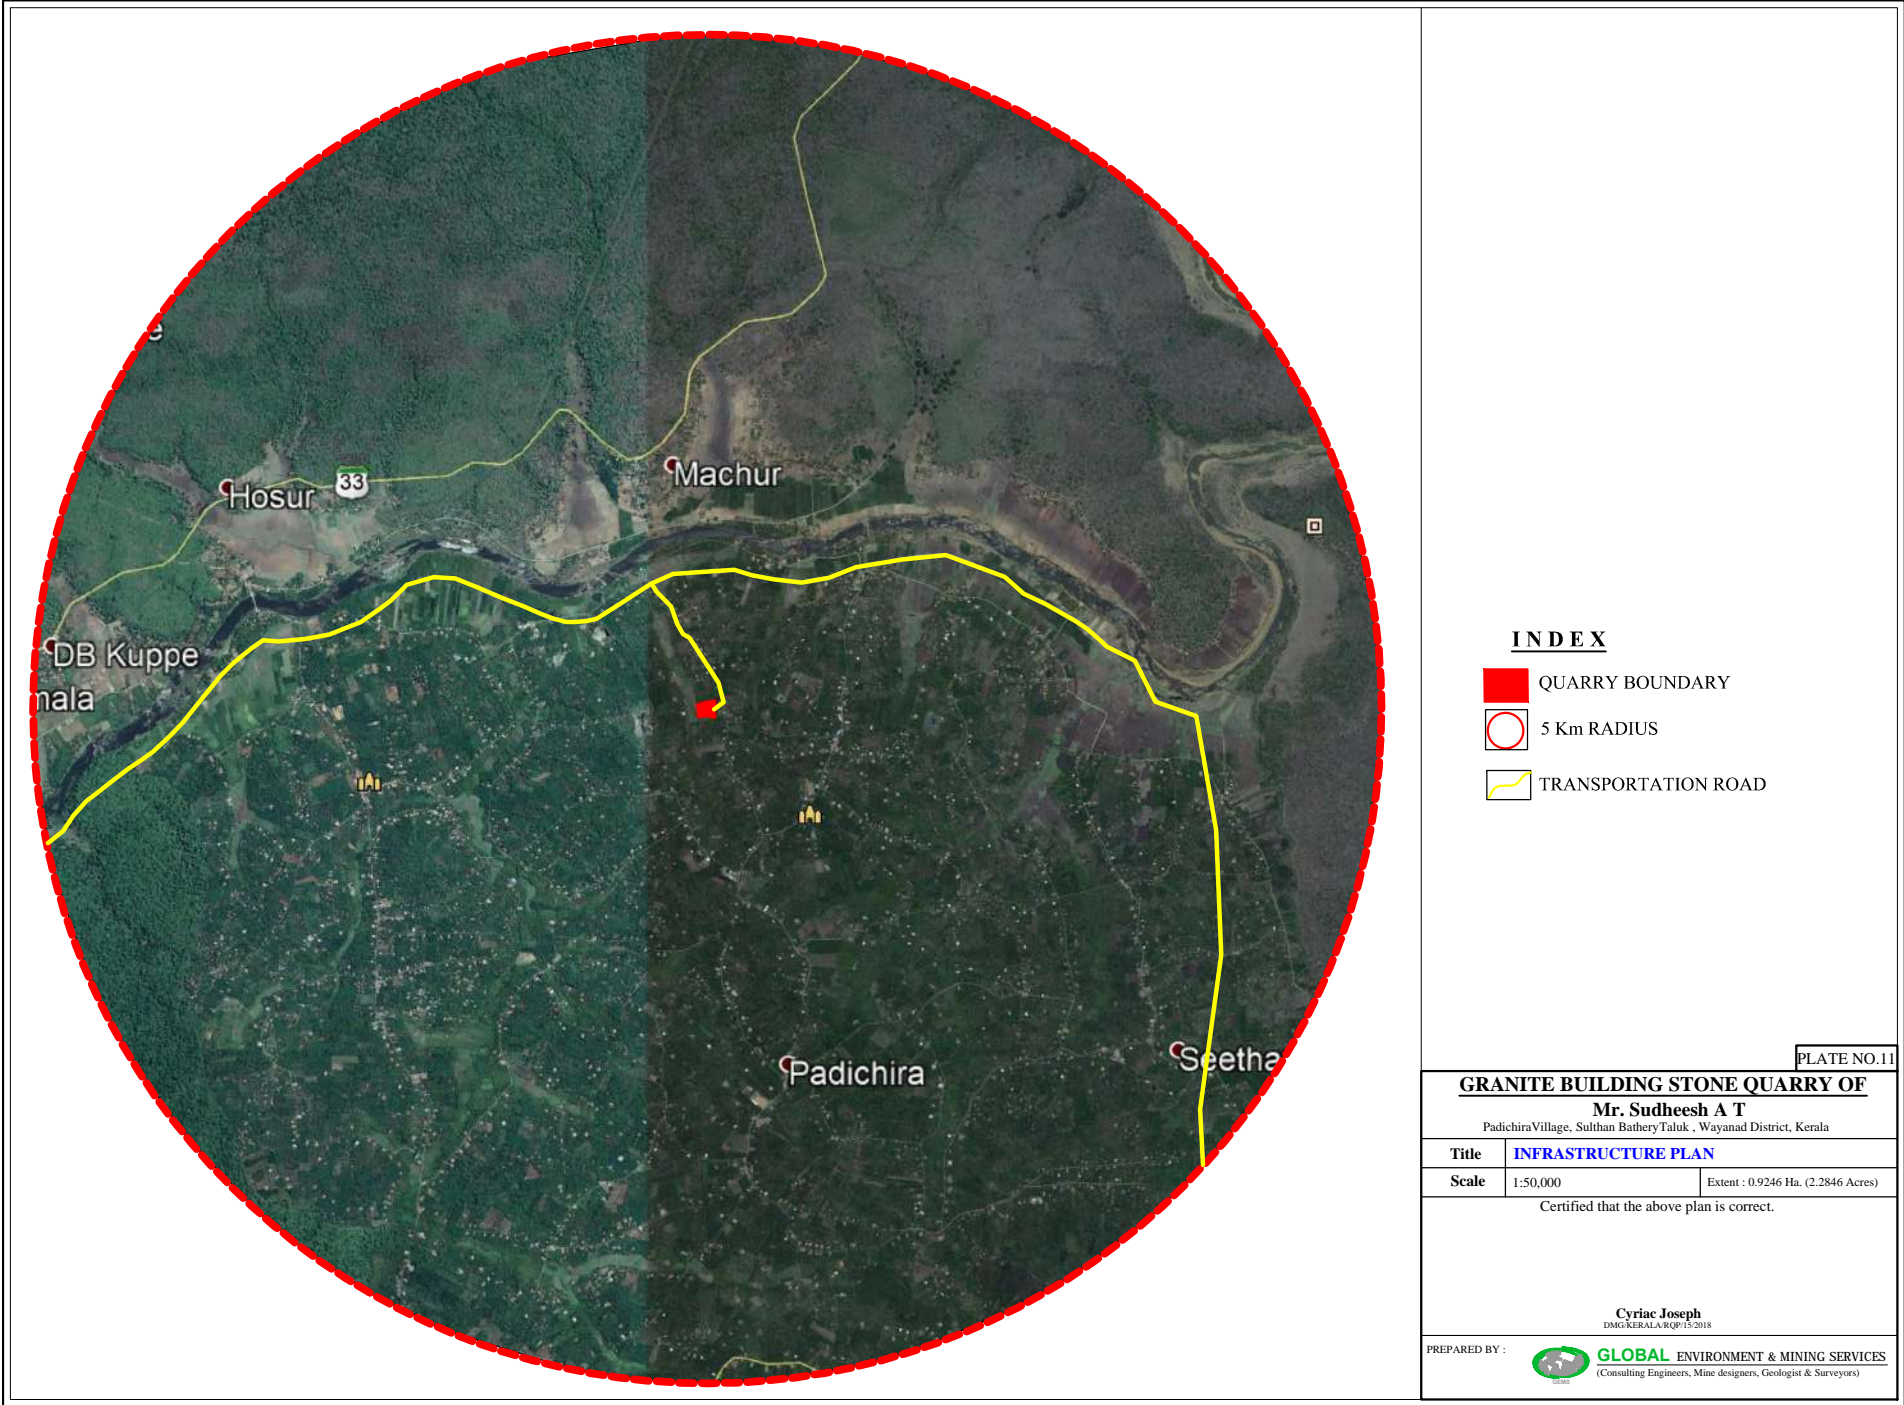 e
Hosur
33
Machur
DB Kuppe
nala
Padichira
Seetha
INDEX
QUARRY BOUNDARY
5 Km RADIUS
TRANSPORTATION ROAD
PLATE NO.11
GRANITE BUILDING STONE QUARRY OF
Mr. Sudheesh A T
PadichiraVillage, Sulthan BatheryTaluk , Wayanad District, Kerala
Title INFRASTRUCTURE PLAN
Scale 1:50,000 Extent : 0.9246 Ha. (2.2846 Acres)
Certified that the above plan is correct.
Cyriac Joseph
DMG/KERALA/RQP/15/2018
PREPARED BY :
GEMS
GLOBAL ENVIRONMENT & MINING SERVICES
(Consulting Engineers, Mine designers, Geologist & Surveyors)